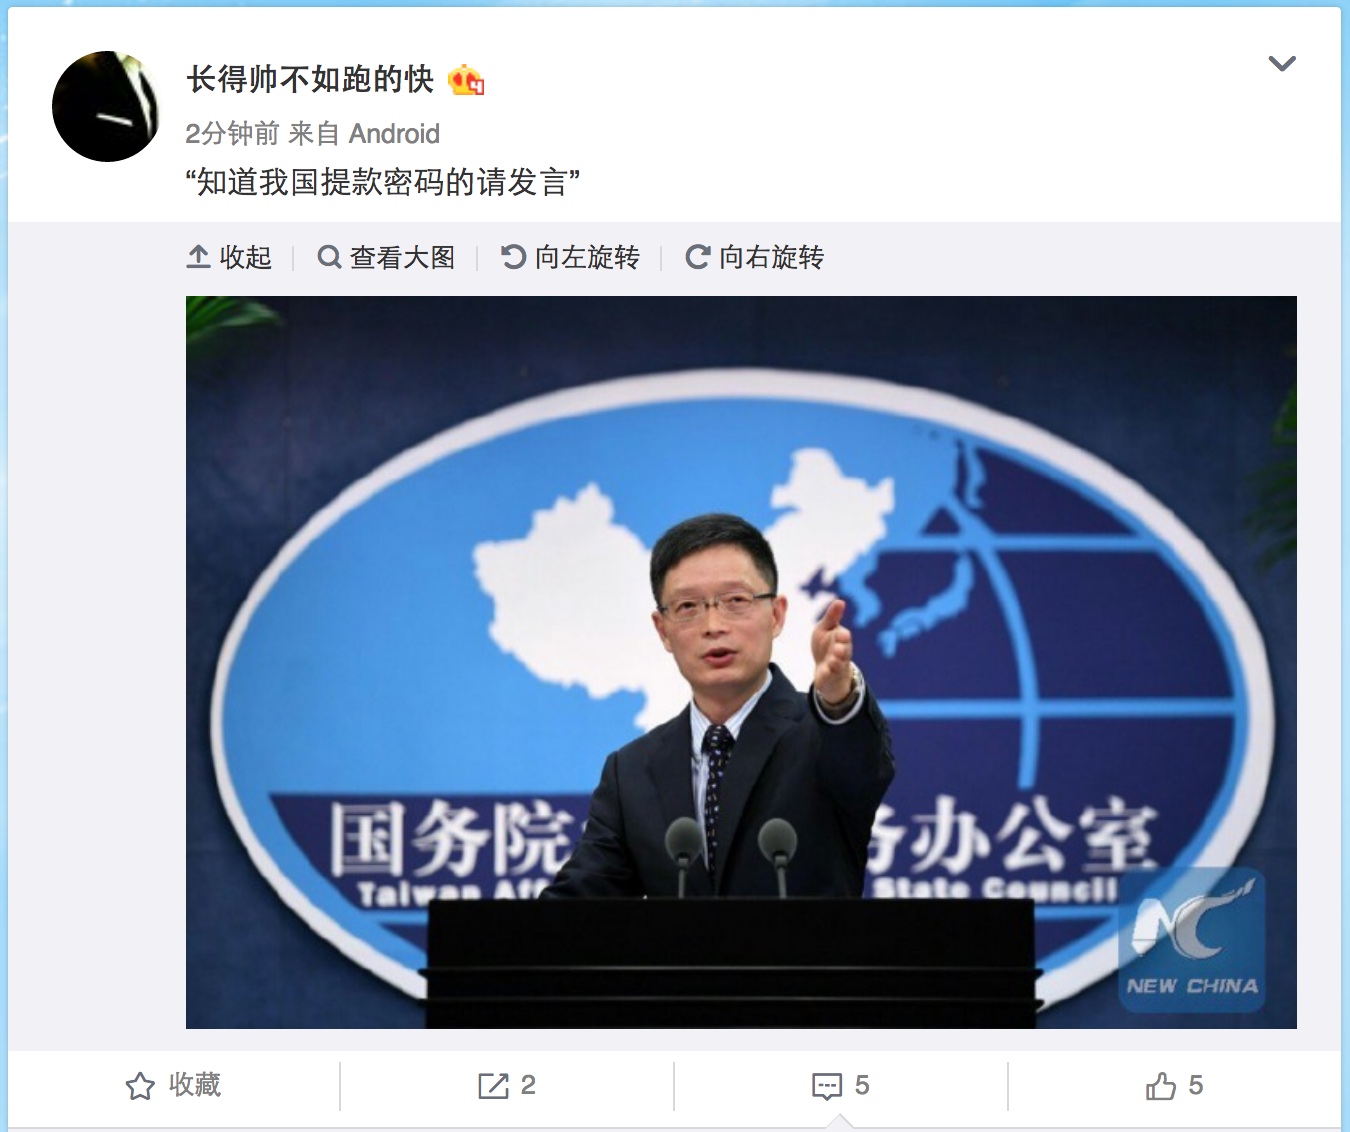 长得帅不如跑的快
2分钟前 来自 Android
“知道我国提款密码的请发言”
收起
查看大图
向左旋转
向右旋转
国务院 务办公室
Taiwan Aff State Council
NEW CHINA
收藏
2
5
5